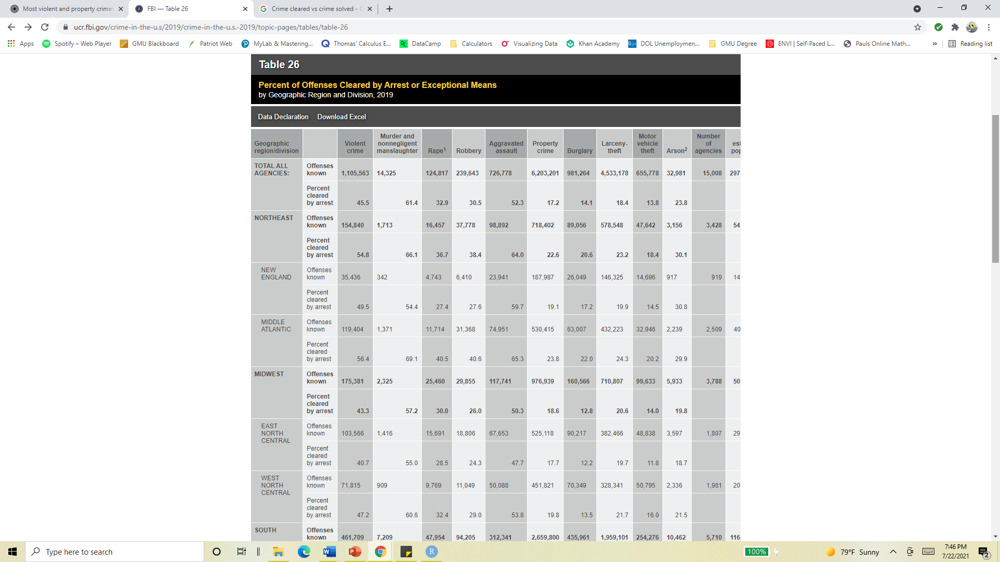 Most violent and property crimes
FBI — Table 26
Crime cleared vs crime solved - G
ucr.fbi.gov/crime-in-the-u.s/2019/crime-in-the-u.s.-2019/topic-pages/tables/table-26
Apps Spotify – Web Player GMU Blackboard Patriot Web MyLab & Mastering... Thomas' Calculus E... DataCamp Calculators Visualizing Data Khan Academy DOL Unemploymen... GMU Degree ENVI | Self-Paced L... Pauls Online Math... » Reading list
Table 26
Percent of Offenses Cleared by Arrest or Exceptional Means
by Geographic Region and Division, 2019
Data Declaration Download Excel
Geographic region/division Violent crime Murder and nonnegligent manslaughter Rape1 Robbery Aggravated assault Property crime Burglary Larceny-theft Motor vehicle theft Arson2 Number of agencies est pop
TOTAL ALL AGENCIES: Offenses known 1,105,563 14,325 124,817 239,643 726,778 6,203,201 981,264 4,533,178 655,778 32,981 15,008 297
Percent cleared by arrest 45.5 61.4 32.9 30.5 52.3 17.2 14.1 18.4 13.8 23.8
NORTHEAST Offenses known 154,840 1,713 16,457 37,778 98,892 718,402 89,056 578,548 47,642 3,156 3,428 54
Percent cleared by arrest 54.8 66.1 36.7 38.4 64.0 22.6 20.6 23.2 18.4 30.1
NEW ENGLAND Offenses known 35,436 342 4,743 6,410 23,941 187,987 26,049 146,325 14,696 917 919 14
Percent cleared by arrest 49.5 54.4 27.4 27.6 59.7 19.1 17.2 19.9 14.5 30.8
MIDDLE ATLANTIC Offenses known 119,404 1,371 11,714 31,368 74,951 530,415 63,007 432,223 32,946 2,239 2,509 40
Percent cleared by arrest 56.4 69.1 40.5 40.6 65.3 23.8 22.0 24.3 20.2 29.9
MIDWEST Offenses known 175,381 2,325 25,460 29,855 117,741 976,939 160,566 710,807 99,633 5,933 3,788 50
Percent cleared by arrest 43.3 57.2 30.0 26.0 50.3 18.6 12.8 20.6 14.0 19.8
EAST NORTH CENTRAL Offenses known 103,566 1,416 15,691 18,806 67,653 525,118 90,217 382,466 48,838 3,597 1,807 29
Percent cleared by arrest 40.7 55.0 28.5 24.3 47.7 17.7 12.2 19.7 11.8 18.7
WEST NORTH CENTRAL Offenses known 71,815 909 9,769 11,049 50,088 451,821 70,349 328,341 50,795 2,336 1,981 20
Percent cleared by arrest 47.2 60.6 32.4 29.0 53.8 19.8 13.5 21.7 16.0 21.5
SOUTH Offenses known 461,709 7,209 47,954 94,205 312,341 2,659,800 435,961 1,959,101 254,276 10,462 5,710 116
Type here to search
100%
79°F Sunny
7:46 PM
7/22/2021
2